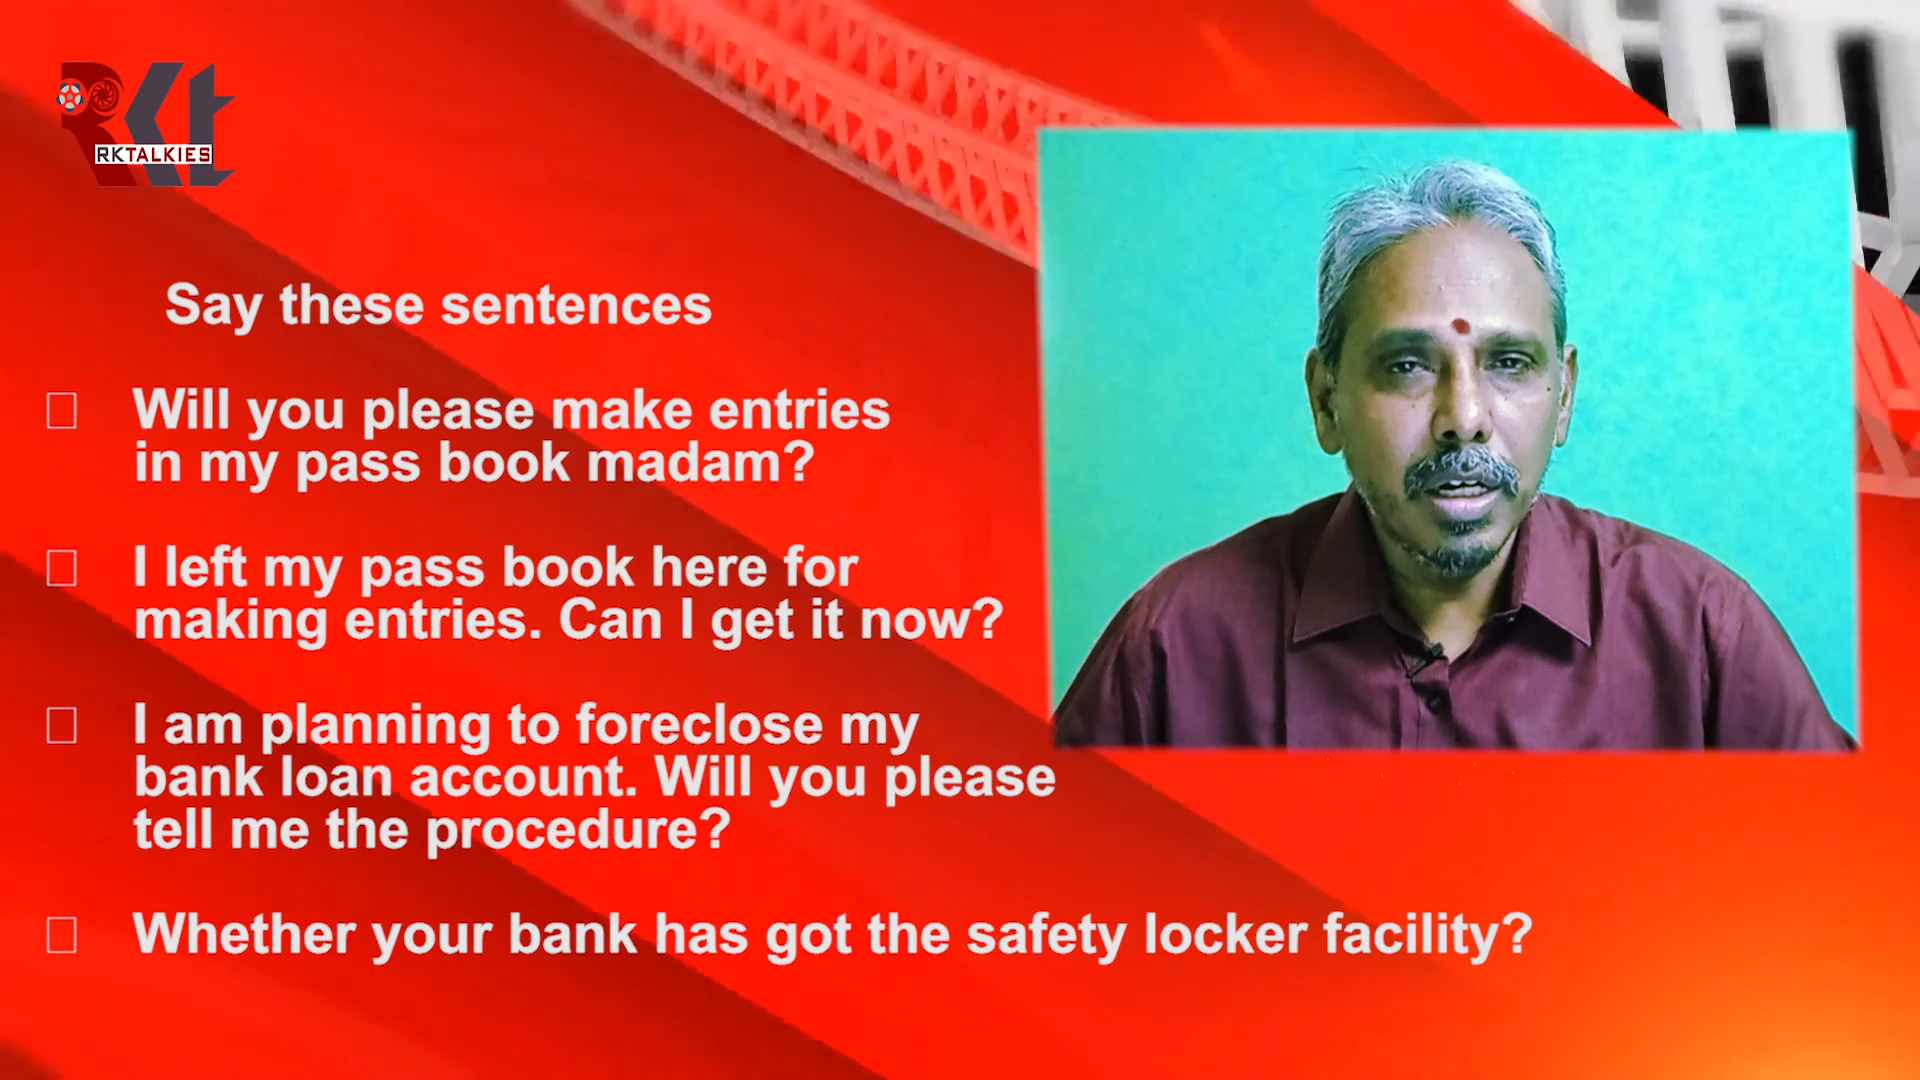 RKt
RKTALKIES
Say these sentences
Will you please make entries
in my pass book madam?
I left my pass book here for
making entries. Can I get it now?
I am planning to foreclose my
bank loan account. Will you please
tell me the procedure?
Whether your bank has got the safety locker facility?